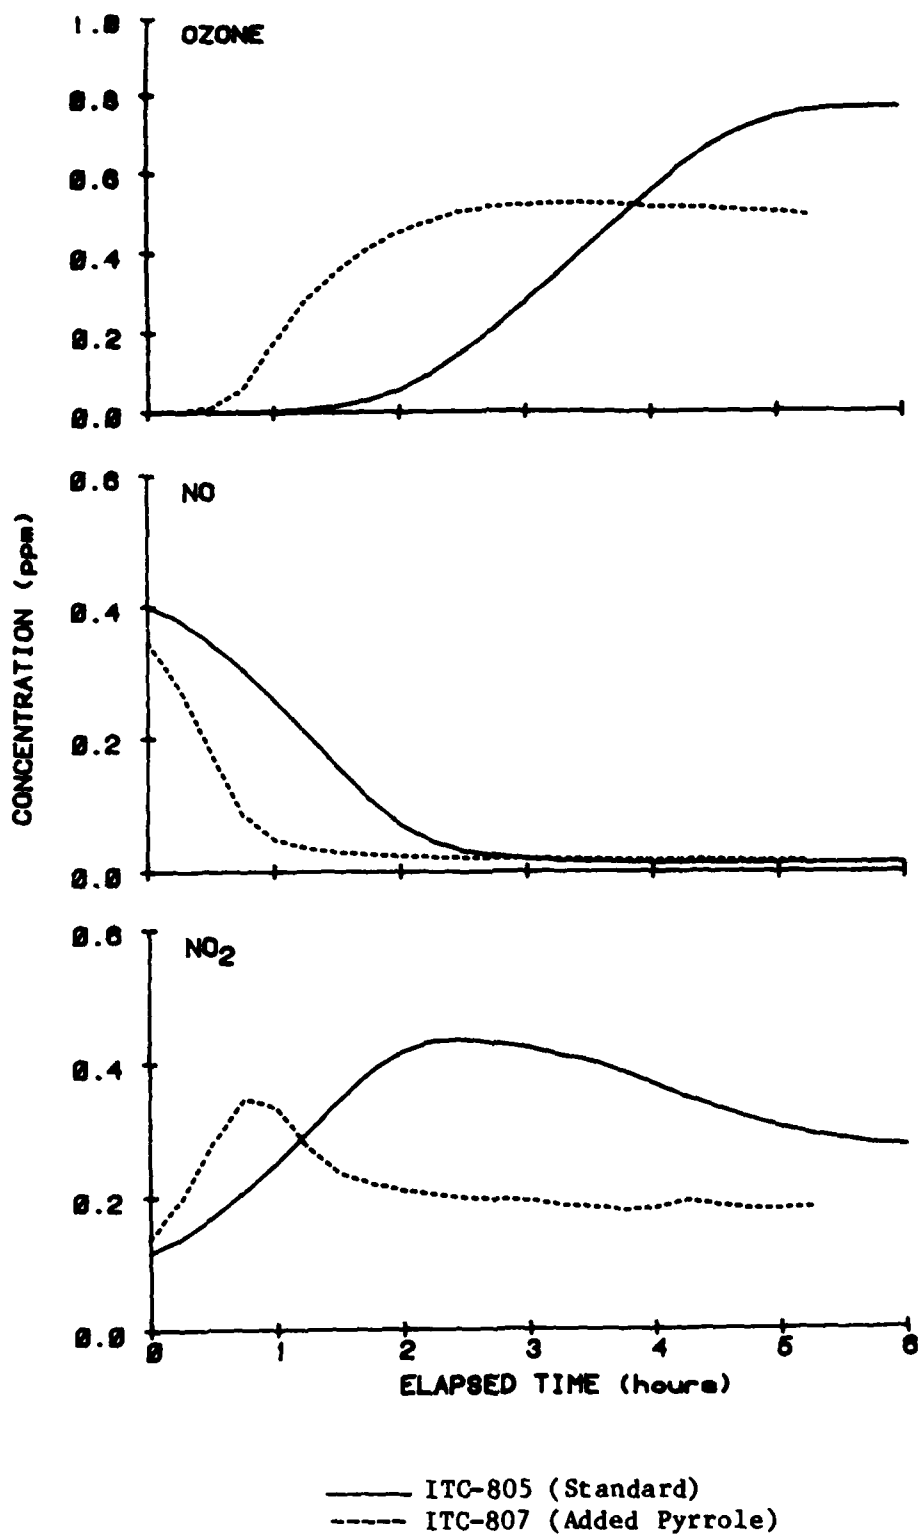 OZONE
1.0
0.8
0.6
0.4
0.2
0.0
CONCENTRATION (ppm)
NO
0.6
0.4
0.2
0.0
NO2
0.6
0.4
0.2
0.0
0 1 2 3 4 5 6
ELAPSED TIME (hours)
ITC-805 (Standard)
ITC-807 (Added Pyrrole)